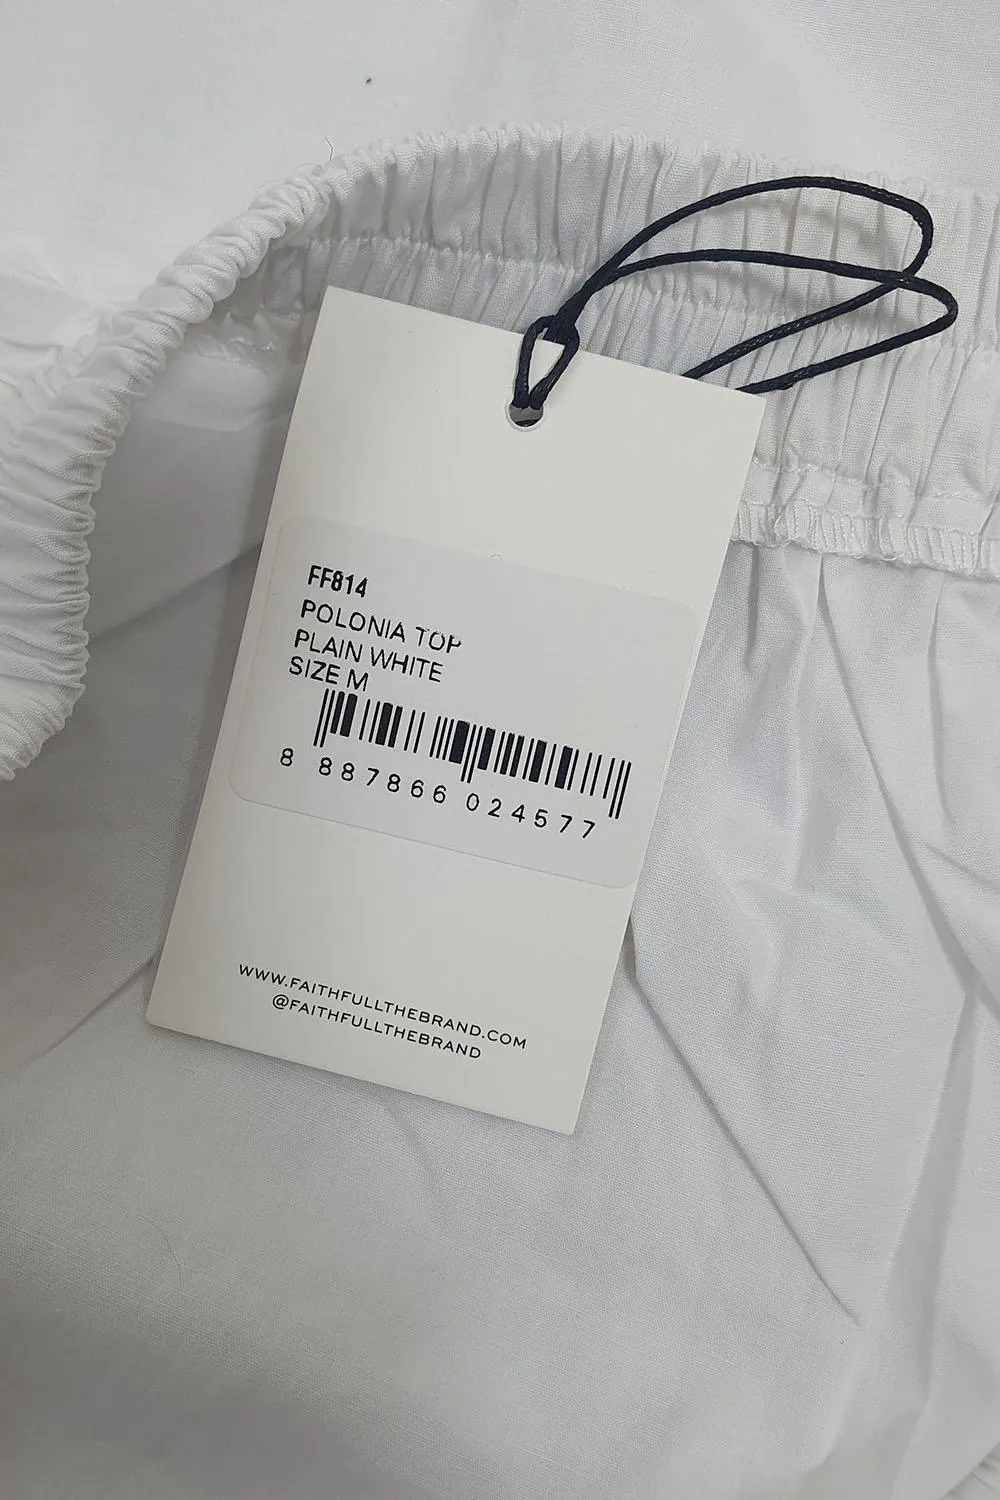 FF814
POLONIA TOP
PLAIN WHITE
SIZE M
8 887866 024577
WWW.FAITHFULLTHEBRAND.COM
@FAITHFULLTHEBRAND